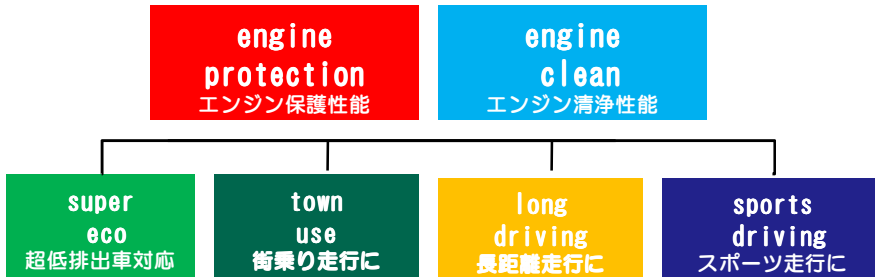 engine
protection
エンジン保護性能
engine
clean
エンジン清浄性能
super
eco
超低排出車対応
town
use
街乗り走行に
long
driving
長距離走行に
sports
driving
スポーツ走行に